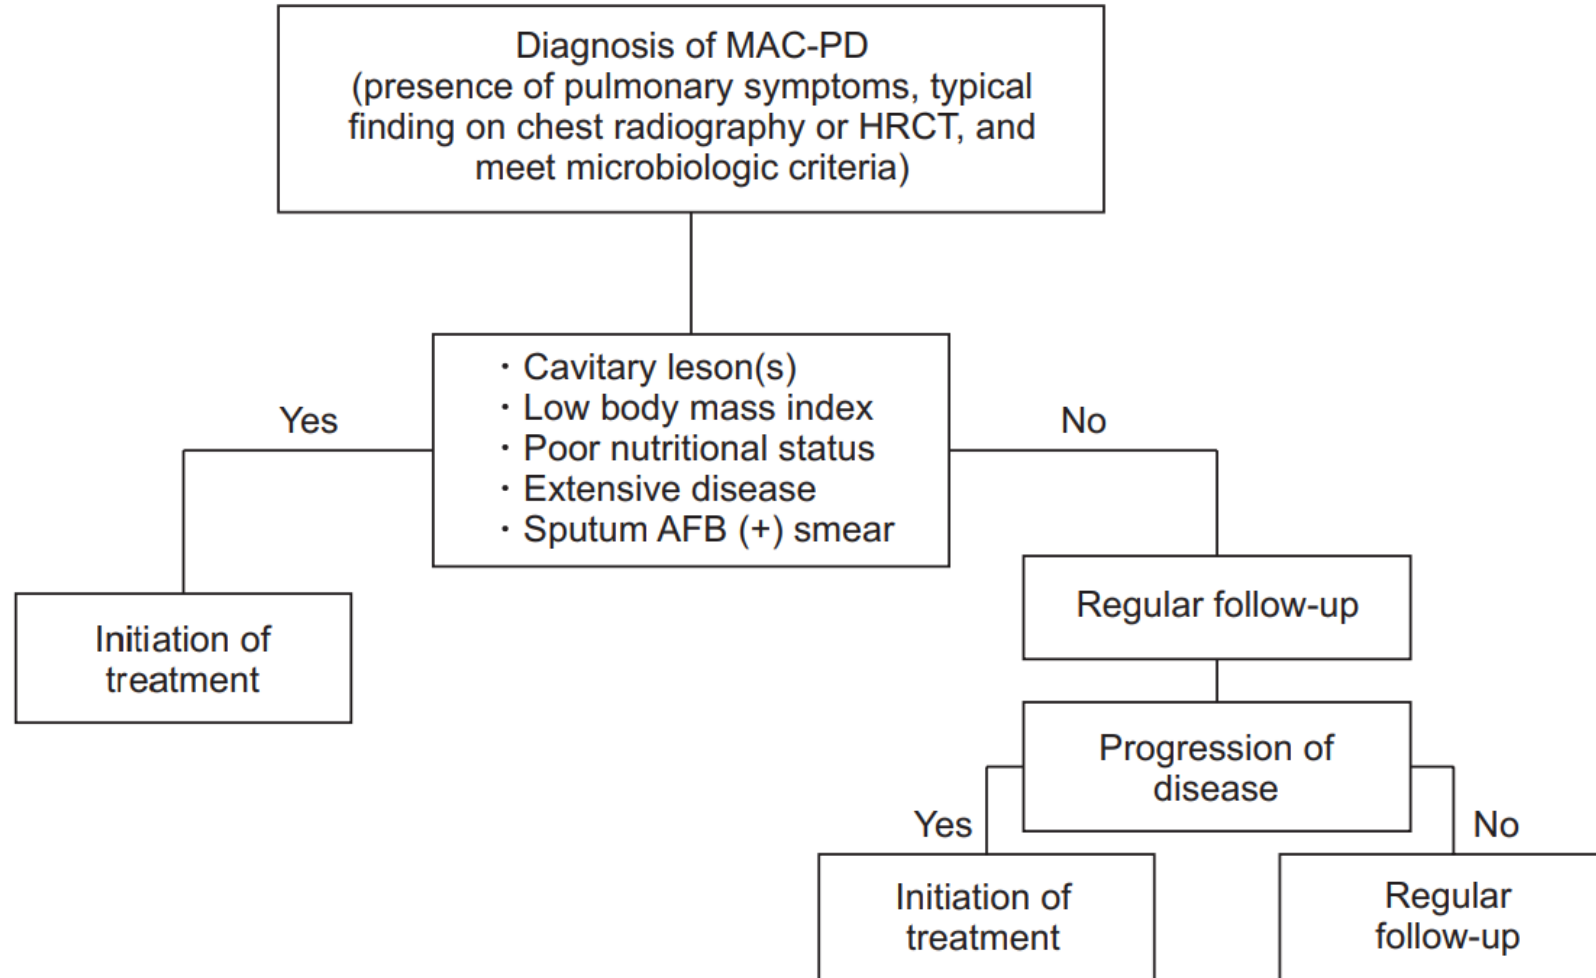 Diagnosis of MAC-PD
(presence of pulmonary symptoms, typical
finding on chest radiography or HRCT, and
meet microbiologic criteria)
· Cavitary leson(s)
· Low body mass index
· Poor nutritional status
· Extensive disease
· Sputum AFB (+) smear
Yes
No
Initiation of
treatment
Regular follow-up
Progression of
disease
Yes
No
Initiation of
treatment
Regular
follow-up